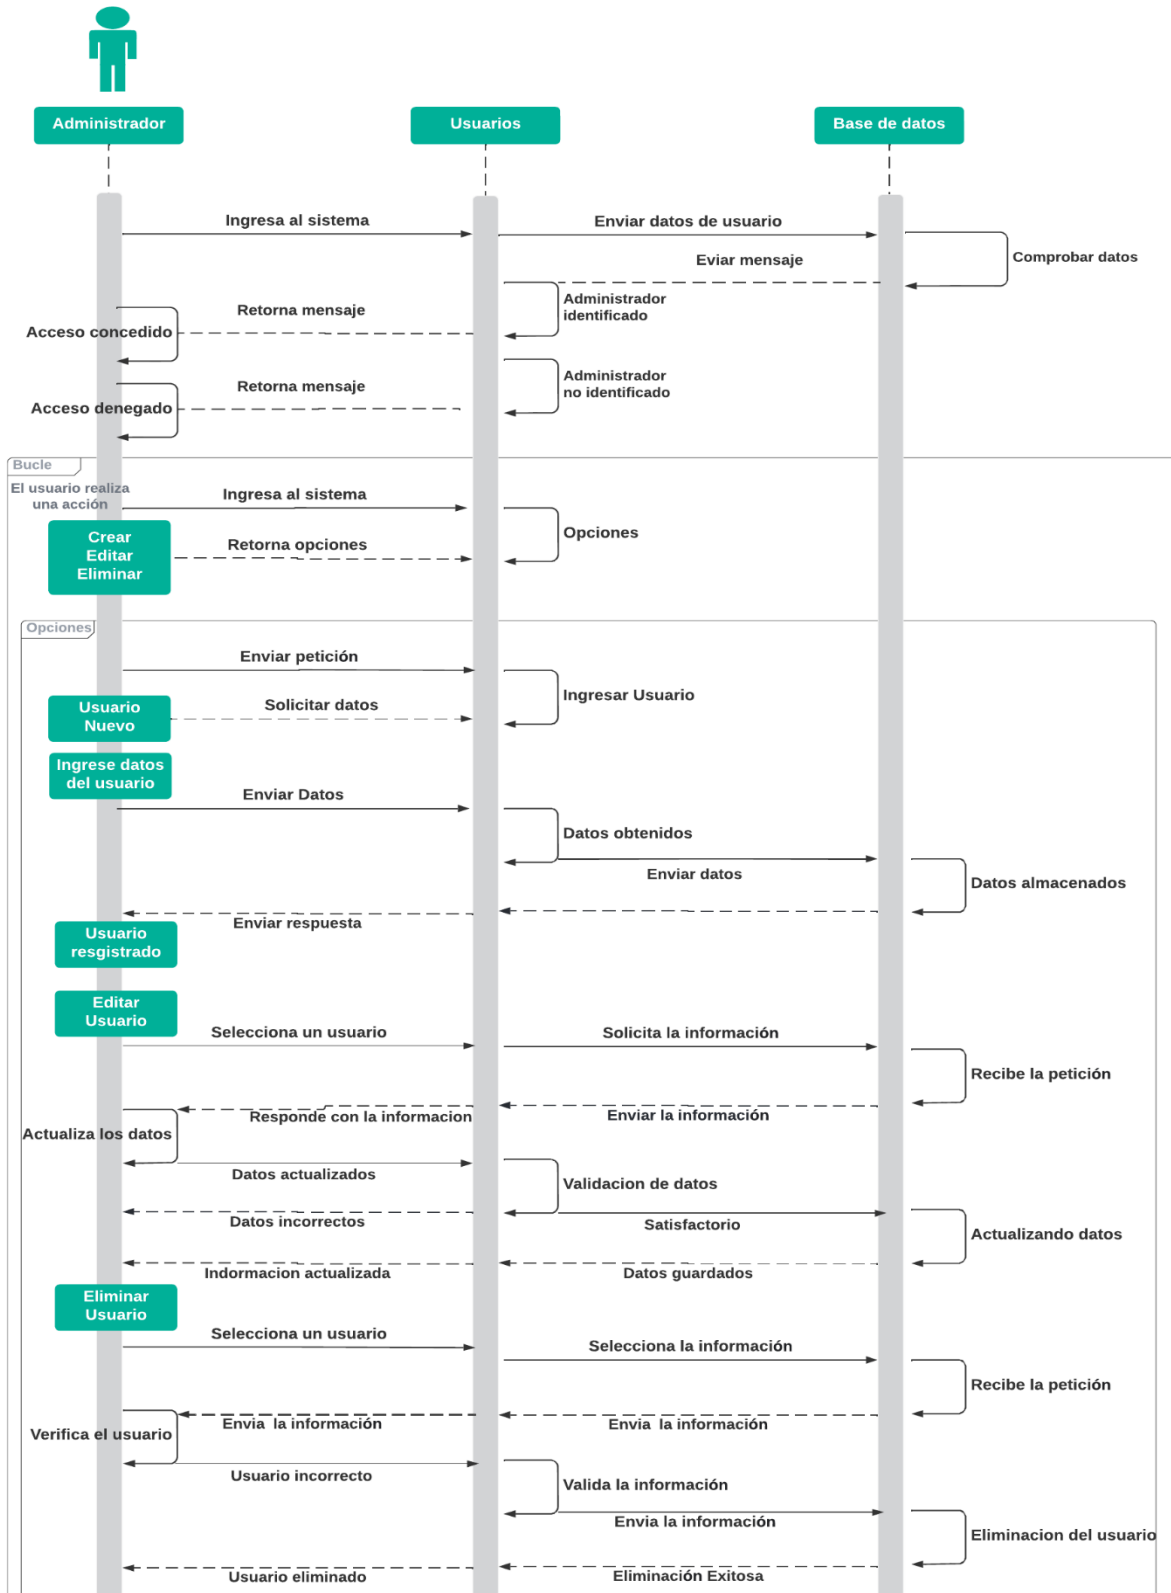 Administrador
Usuarios
Base de datos
Ingresa al sistema
Enviar datos de usuario
Comprobar datos
Eviar mensaje
Administrador
identificado
Retorna mensaje
Acceso concedido
Administrador
no identificado
Retorna mensaje
Acceso denegado
Bucle
El usuario realiza
una acción
Ingresa al sistema
Opciones
Crear
Editar
Eliminar
Retorna opciones
Opciones
Enviar petición
Ingresar Usuario
Usuario
Nuevo
Solicitar datos
Ingrese datos
del usuario
Enviar Datos
Datos obtenidos
Enviar datos
Datos almacenados
Enviar respuesta
Usuario
resgistrado
Editar
Usuario
Selecciona un usuario
Solicita la información
Recibe la petición
Enviar la información
Responde con la informacion
Actualiza los datos
Datos actualizados
Validacion de datos
Datos incorrectos
Satisfactorio
Actualizando datos
Indormacion actualizada
Datos guardados
Eliminar
Usuario
Selecciona un usuario
Selecciona la información
Recibe la petición
Envia la información
Envia la información
Verifica el usuario
Usuario incorrecto
Valida la información
Envia la información
Eliminacion del usuario
Usuario eliminado
Eliminación Exitosa